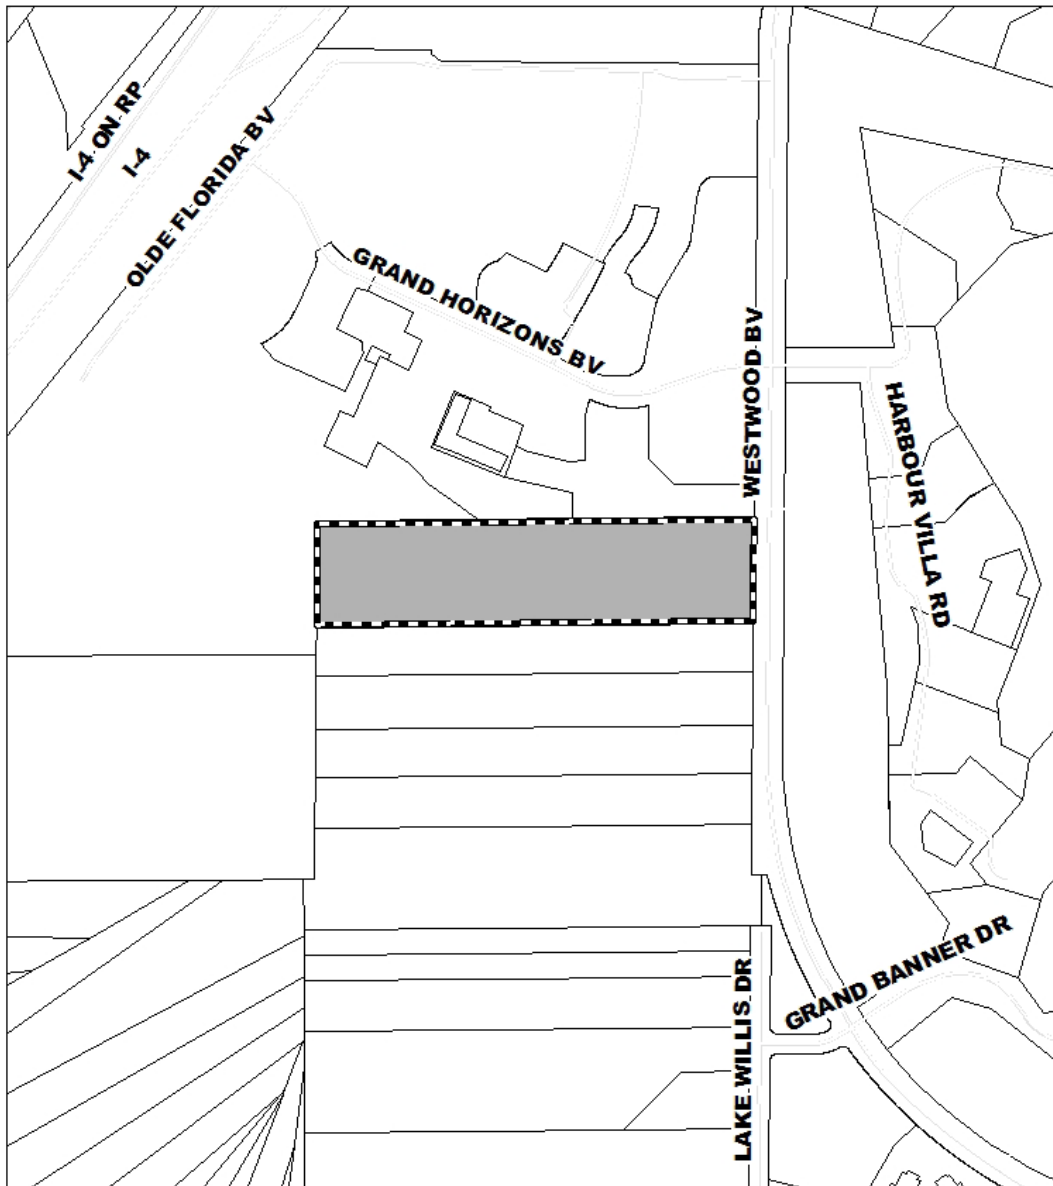 I-4 ON RP
I-4
OLDE FLORIDA BV
GRAND HORIZONS BV
WESTWOOD BV
HARBOUR VILLA RD
GRAND BANNER DR
LAKE WILLIS DR